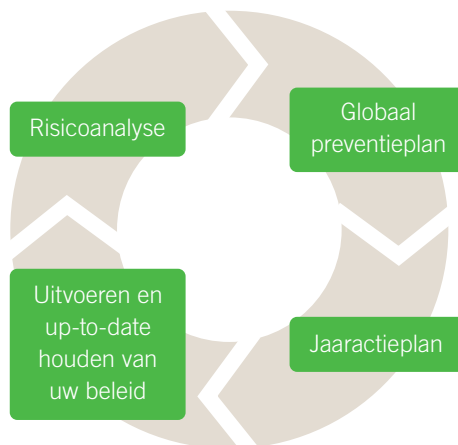 Risicoanalyse
Globaal
preventieplan
Jaaractieplan
Uitvoeren en
up-to-date
houden van
uw beleid